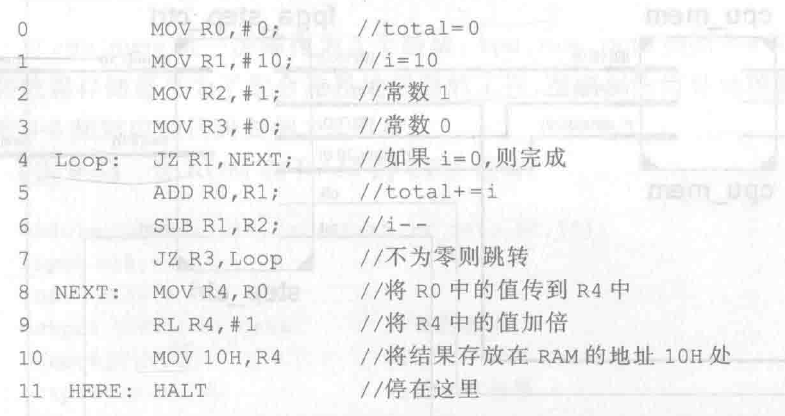 0 MOV R0,#0; //total=0
1 MOV R1,#10; //i=10
2 MOV R2,#1; //常数 1
3 MOV R3,#0; //常数 0
4 Loop: JZ R1,NEXT; //如果 i=0,则完成
5 ADD R0,R1; //total+=i
6 SUB R1,R2; //i--
7 JZ R3,Loop //不为零则跳转
8 NEXT: MOV R4,R0 //将 R0 中的值传到 R4 中
9 RL R4,#1 //将 R4 中的值加倍
10 MOV 10H,R4 //将结果存放在 RAM 的地址 10H 处
11 HERE: HALT //停在这里